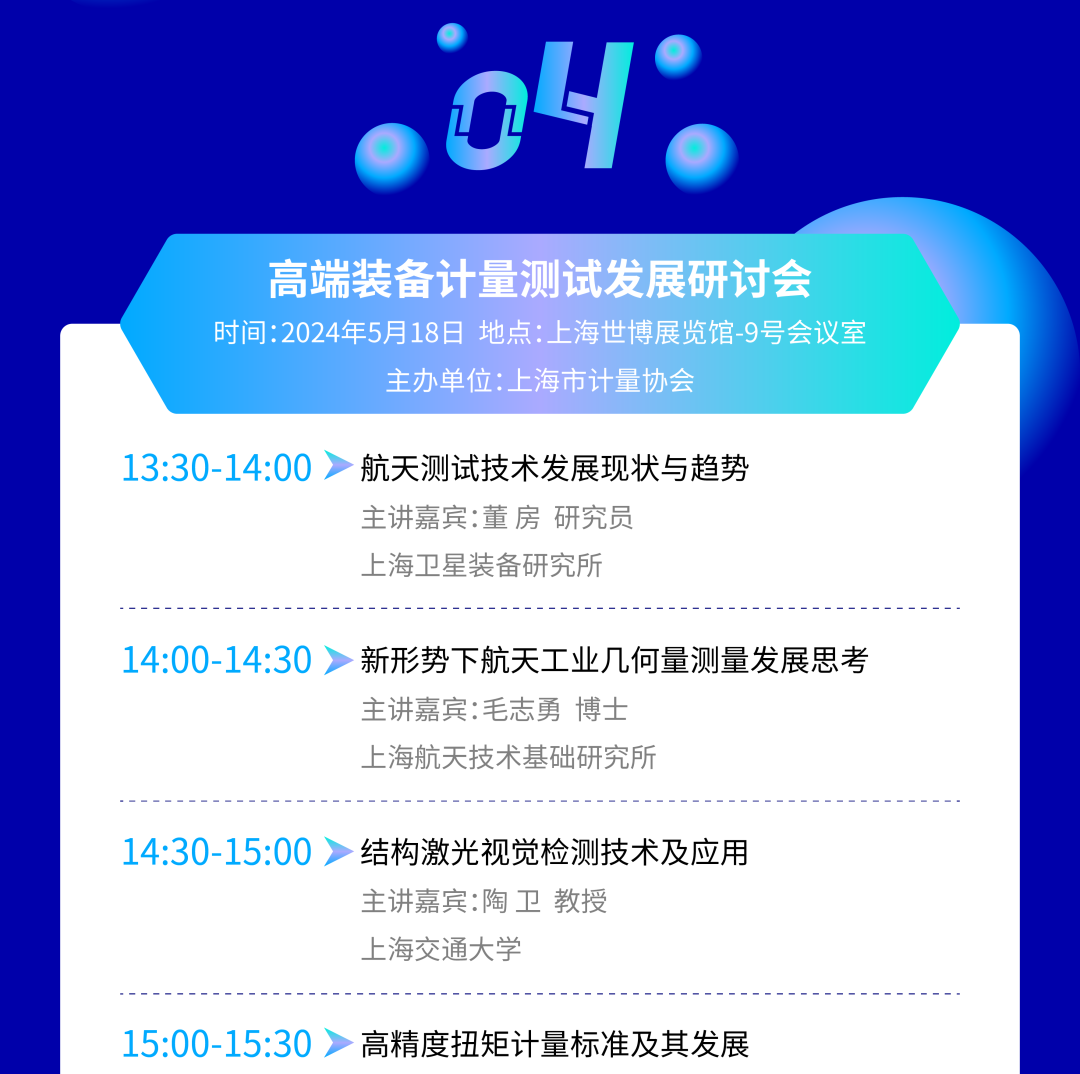 04
高端装备计量测试发展研讨会
时间：2024年5月18日 地点：上海世博展览馆-9号会议室
主办单位：上海市计量协会
13:30-14:00 航天测试技术发展现状与趋势
主讲嘉宾：董 房 研究员
上海卫星装备研究所
14:00-14:30 新形势下航天工业几何量测量发展思考
主讲嘉宾：毛志勇 博士
上海航天技术基础研究所
14:30-15:00 结构激光视觉检测技术及应用
主讲嘉宾：陶 卫 教授
上海交通大学
15:00-15:30 高精度扭矩计量标准及其发展